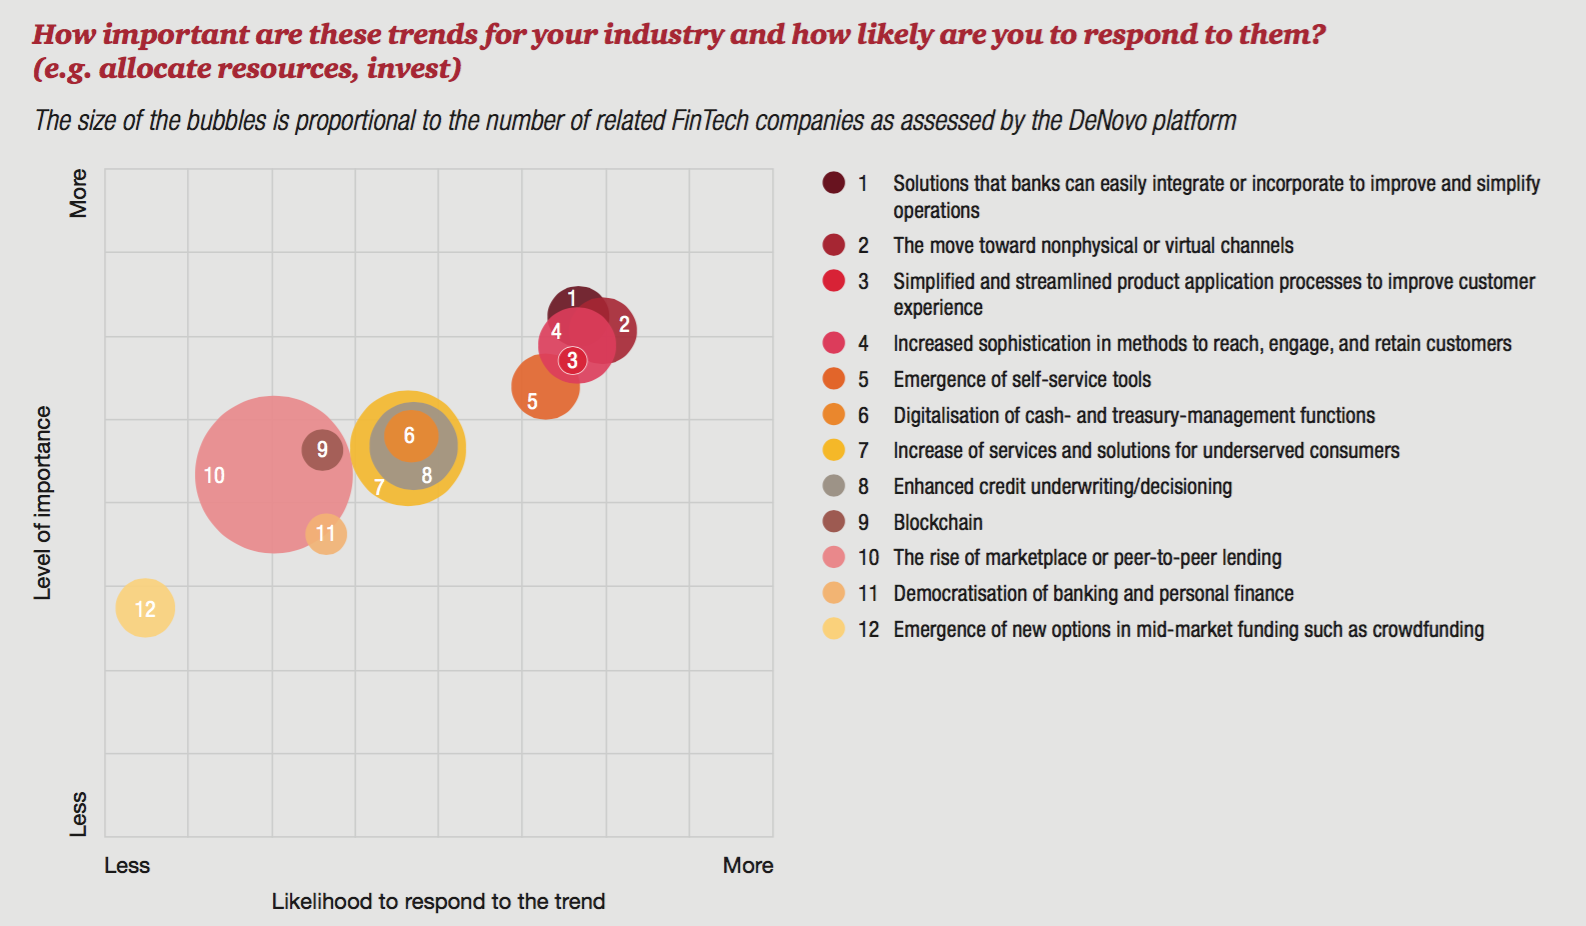 How important are these trends for your industry and how likely are you to respond to them?
(e.g. allocate resources, invest)
The size of the bubbles is proportional to the number of related FinTech companies as assessed by the DeNovo platform
More
Level of importance
Less
1
2
4
3
5
6
9
10
8
7
11
12
Less
More
Likelihood to respond to the trend
1 Solutions that banks can easily integrate or incorporate to improve and simplify
operations
2 The move toward nonphysical or virtual channels
3 Simplified and streamlined product application processes to improve customer
experience
4 Increased sophistication in methods to reach, engage, and retain customers
5 Emergence of self-service tools
6 Digitalisation of cash- and treasury-management functions
7 Increase of services and solutions for underserved consumers
8 Enhanced credit underwriting/decisioning
9 Blockchain
10 The rise of marketplace or peer-to-peer lending
11 Democratisation of banking and personal finance
12 Emergence of new options in mid-market funding such as crowdfunding